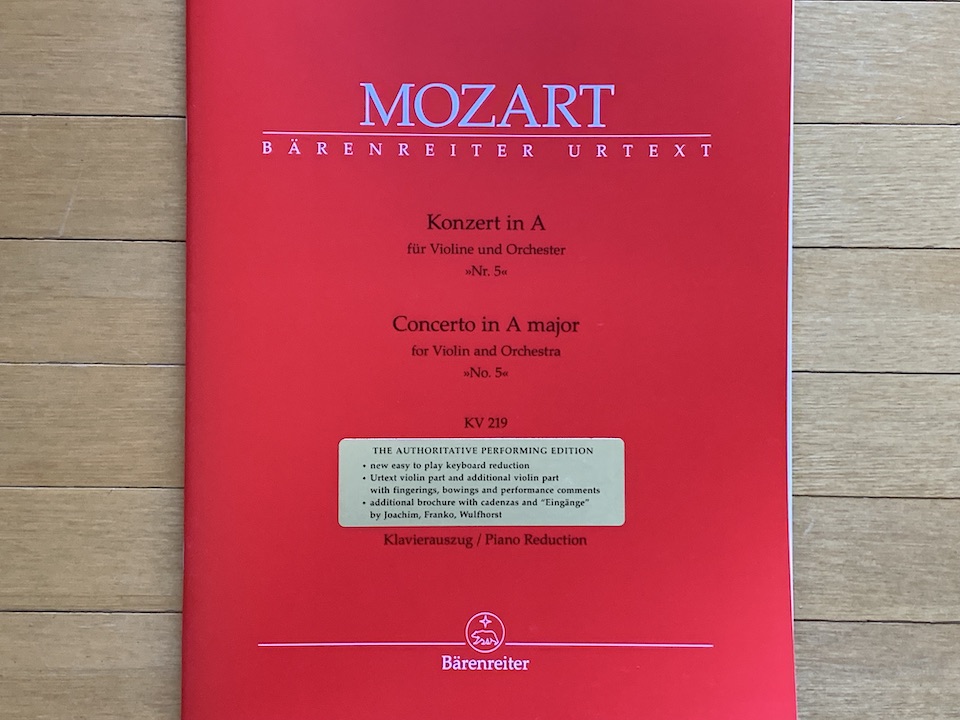 MOZART
BÄRENREITER URTEXT
Konzert in A
für Violine und Orchester
»Nr. 5«
Concerto in A major
for Violin and Orchestra
»No. 5«
KV 219
THE AUTHORITATIVE PERFORMING EDITION
• new easy to play keyboard reduction
• Urtext violin part and additional violin part
with fingerings, bowings and performance comments
• additional brochure with cadenzas and “Eingänge”
by Joachim, Franko, Wulfhorst
Klavierauszug / Piano Reduction
Bärenreiter